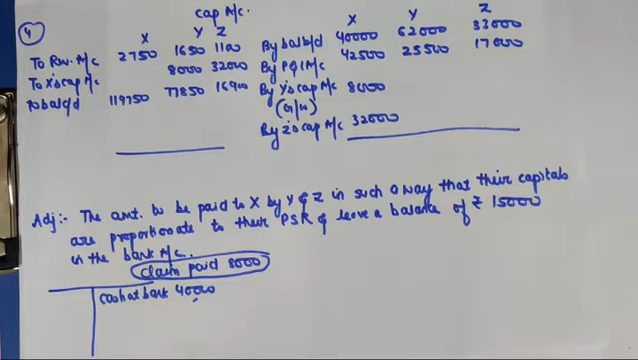 4
Cap A/c.
X Y Z X Y Z
To Rev. A/c 2750 1650 1100 By bal b/d 40000 62000 33000
To X's cap A/c 8000 32000 By P&L A/c 42500 25500 17000
To bal c/d 119750 77850 16900 By Y's cap A/c 8000
(G/W)
By Z's cap A/c 32000
Adj:- The amt. to be paid to X by Y & Z in such a way that their capitals
are proportionate to their PSR & leave a balance of ₹ 15000
in the bank A/c.
claim paid 8000
cash at bank 40000